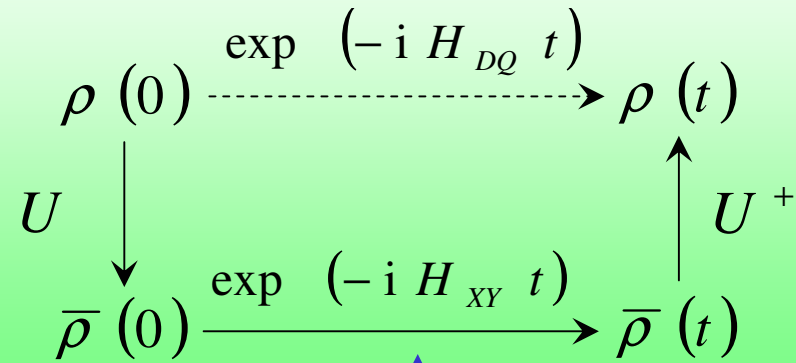 exp (− i H_DQ t)
ρ (0) ρ (t)
U U⁺
exp (− i H_XY t)
ρ̄ (0) ρ̄ (t)